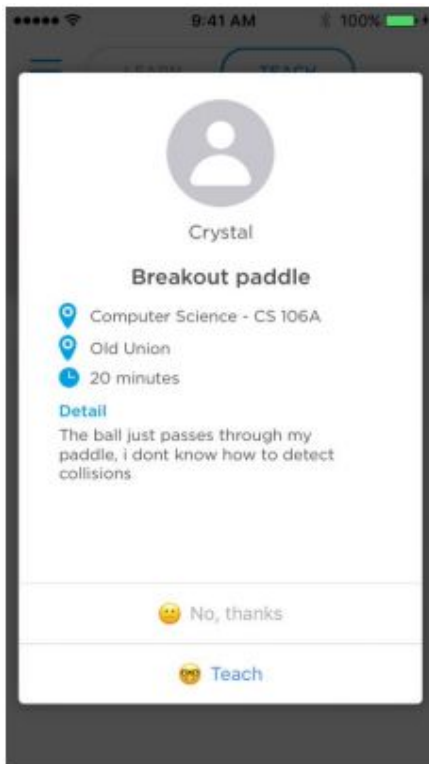 9:41 AM 100%
LEARN TEACH
Crystal
Breakout paddle
Computer Science - CS 106A
Old Union
20 minutes
Detail
The ball just passes through my
paddle, i dont know how to detect
collisions
No, thanks
Teach